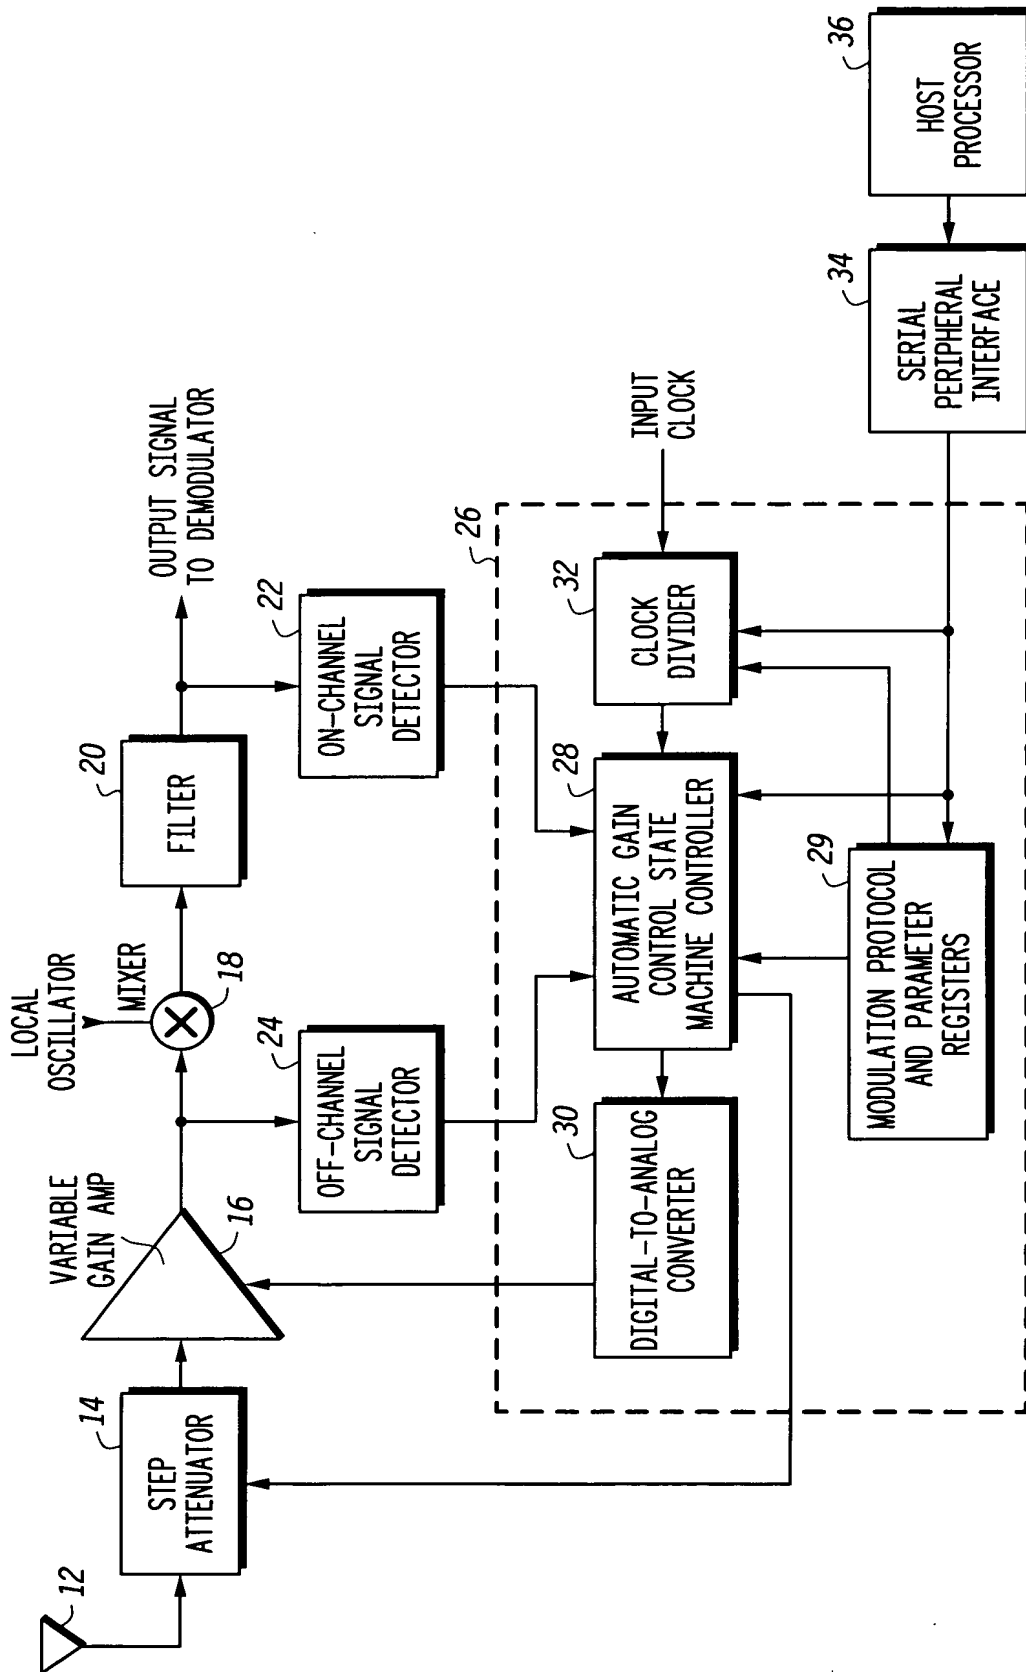 12
14
STEP
ATTENUATOR
VARIABLE
GAIN AMP
16
LOCAL
OSCILLATOR
MIXER
18
20
FILTER
OUTPUT SIGNAL
TO DEMODULATOR
24
OFF-CHANNEL
SIGNAL
DETECTOR
22
ON-CHANNEL
SIGNAL
DETECTOR
26
30
DIGITAL-TO-ANALOG
CONVERTER
28
AUTOMATIC GAIN
CONTROL STATE
MACHINE CONTROLLER
32
CLOCK
DIVIDER
INPUT
CLOCK
29
MODULATION PROTOCOL
AND PARAMETER
REGISTERS
34
SERIAL
PERIPHERAL
INTERFACE
36
HOST
PROCESSOR